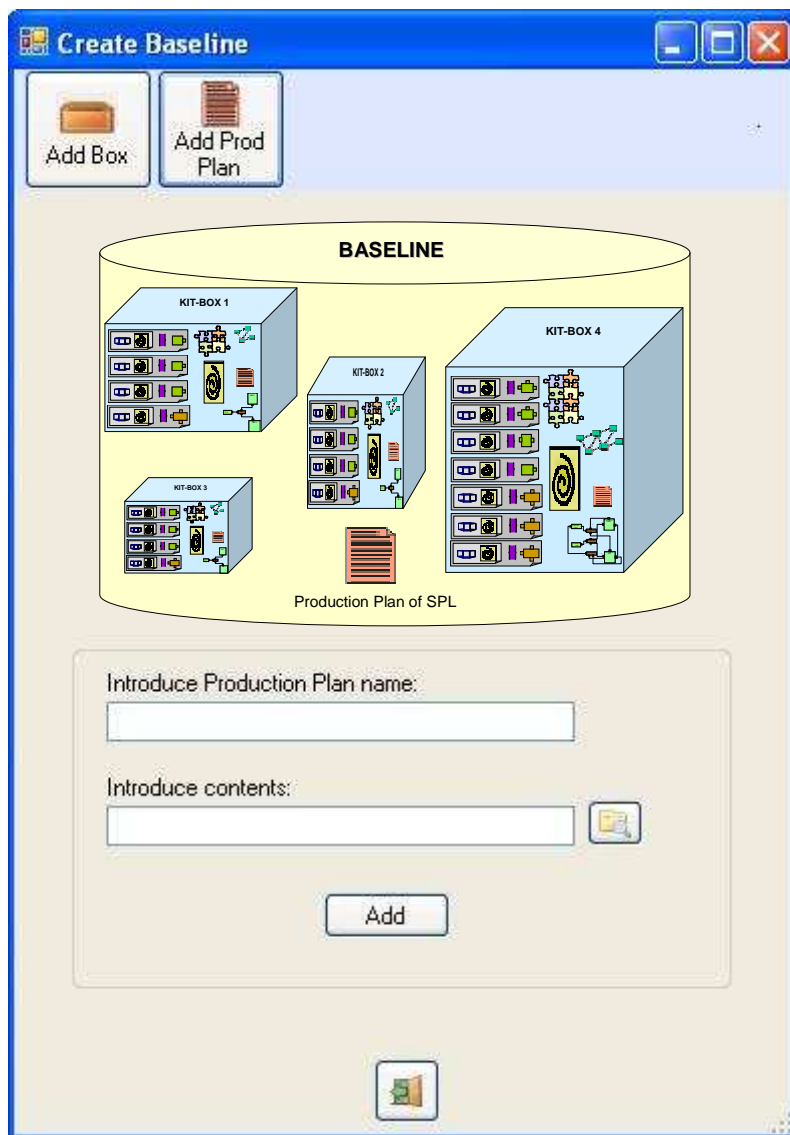 Create Baseline
Add Box
Add Prod
Plan
BASELINE
KIT-BOX 1
KIT-BOX 4
KIT-BOX 2
KIT-BOX 3
Production Plan of SPL
Introduce Production Plan name:
Introduce contents:
Add